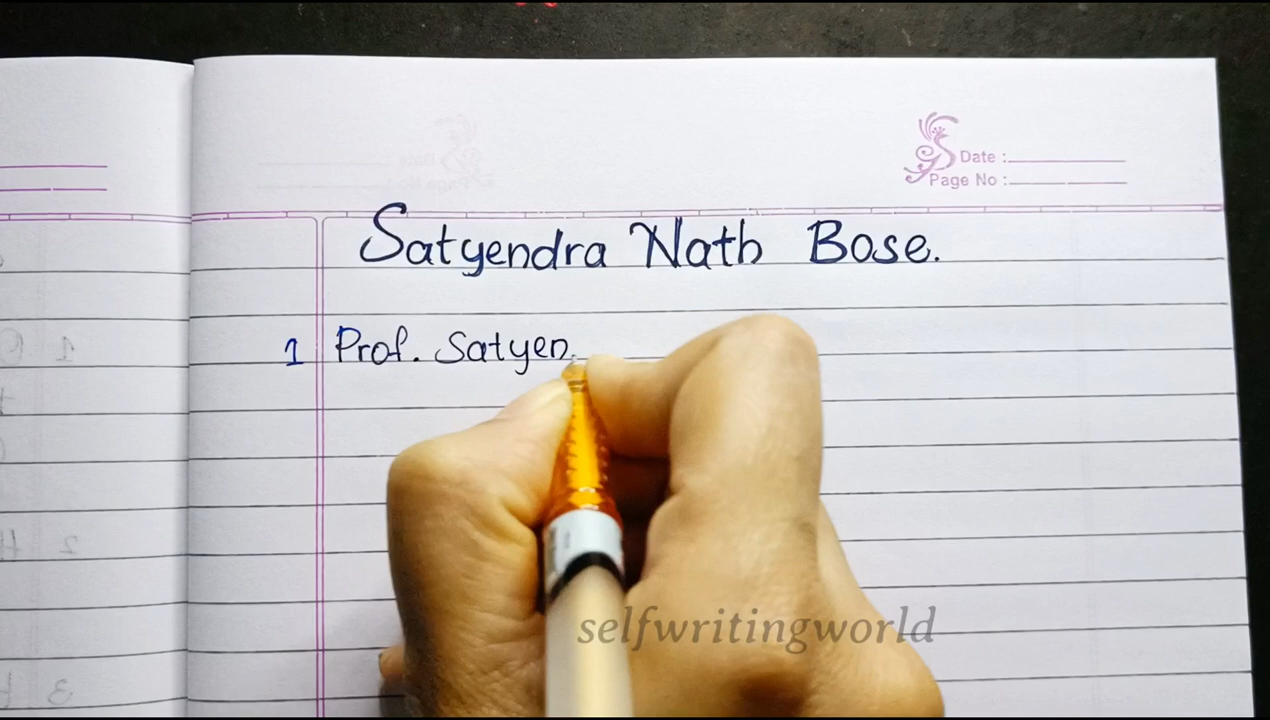 Date :
Page No :
Satyendra Nath Bose.
1 Prof. Satyen
selfwritingworld